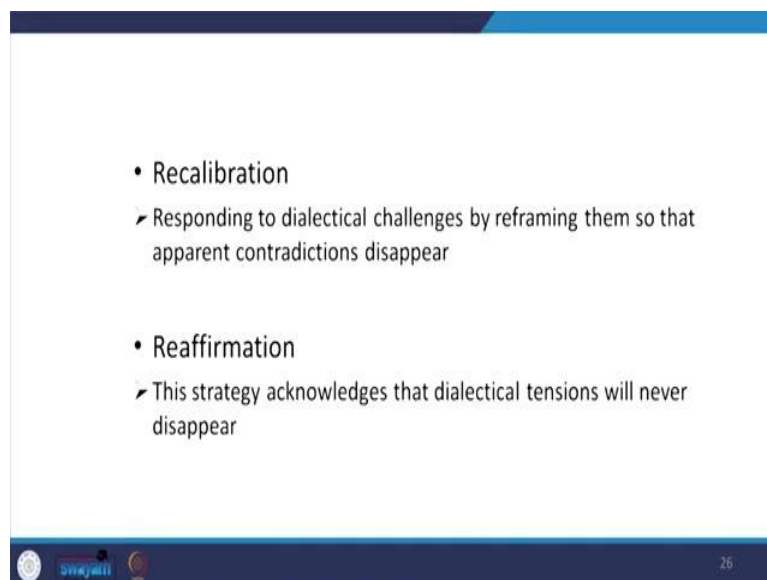 • Recalibration
➤ Responding to dialectical challenges by reframing them so that
apparent contradictions disappear
• Reaffirmation
➤ This strategy acknowledges that dialectical tensions will never
disappear
swayam
26